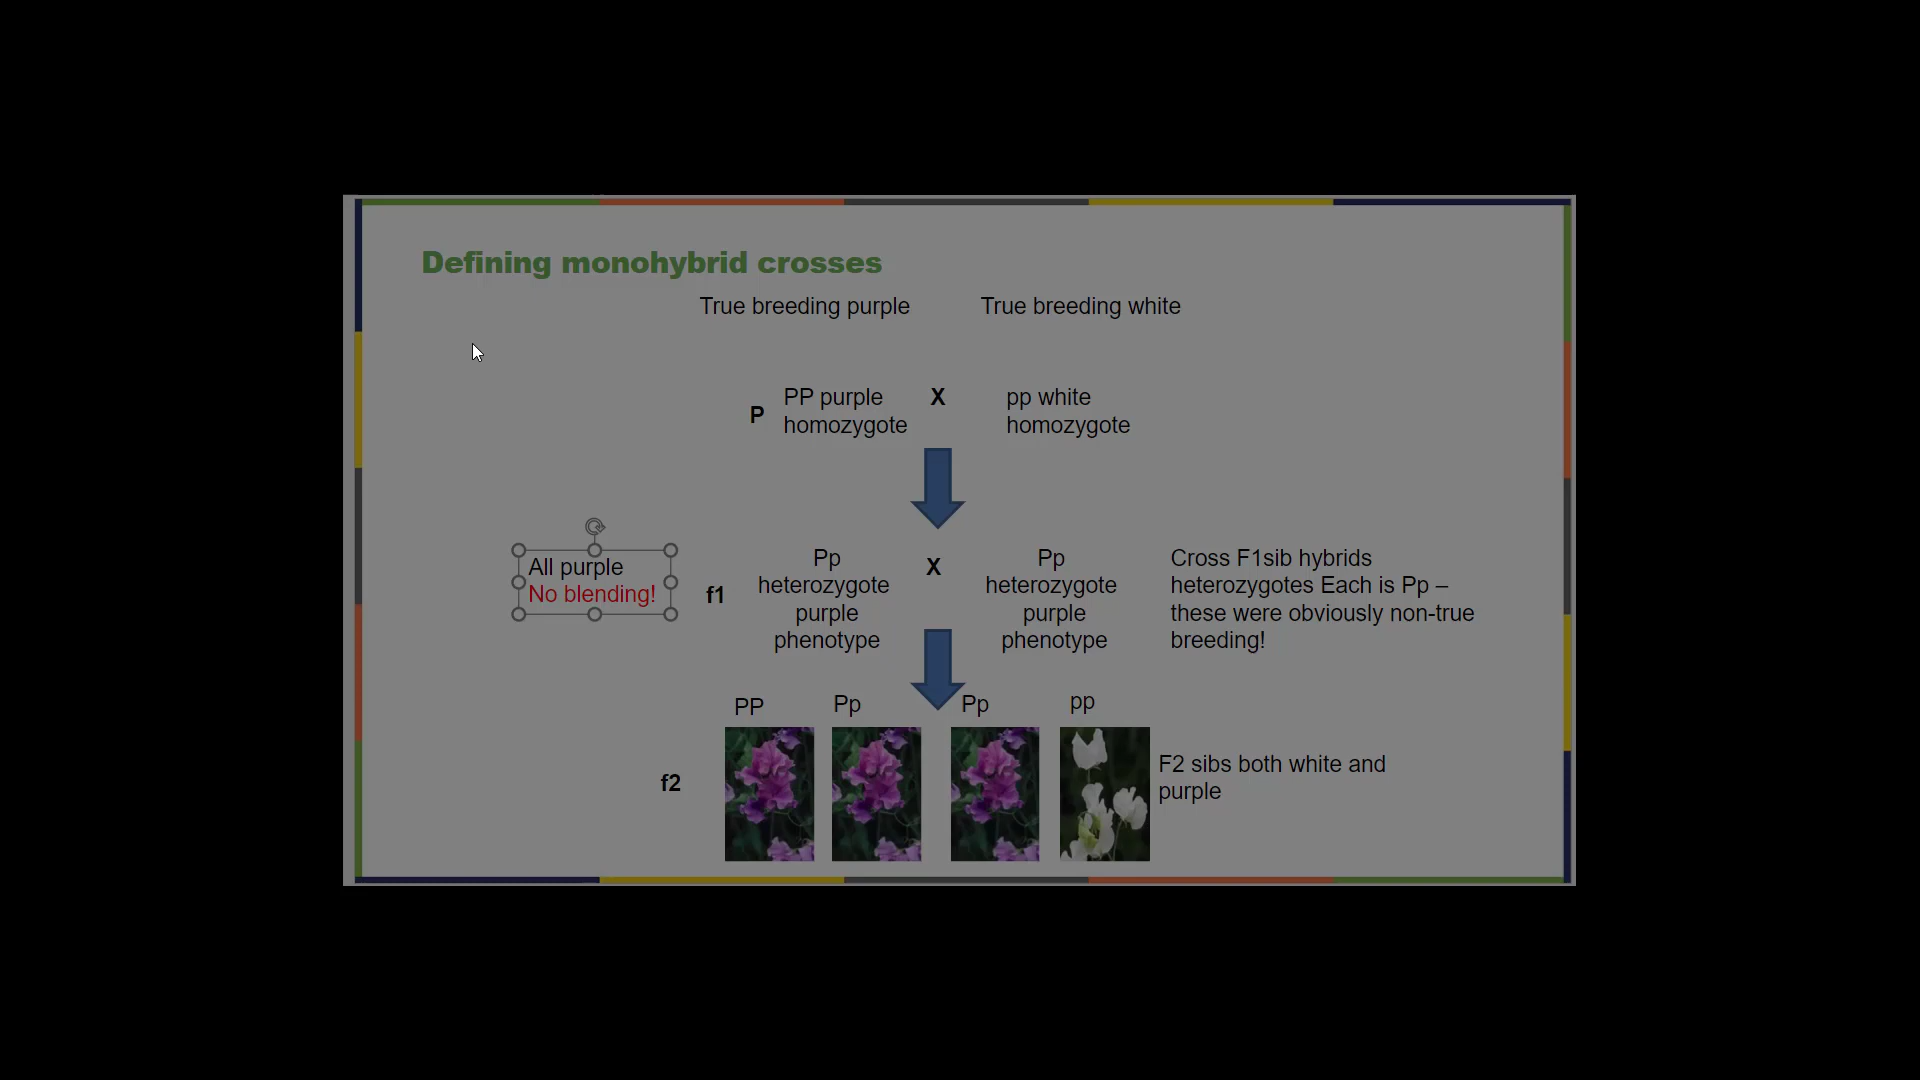 Defining monohybrid crosses
True breeding purple
True breeding white
P
PP purple
homozygote
X
pp white
homozygote
All purple
No blending!
f1
Pp
heterozygote
purple
phenotype
X
Pp
heterozygote
purple
phenotype
Cross F1sib hybrids
heterozygotes Each is Pp –
these were obviously non-true
breeding!
PP
Pp
Pp
pp
f2
F2 sibs both white and
purple